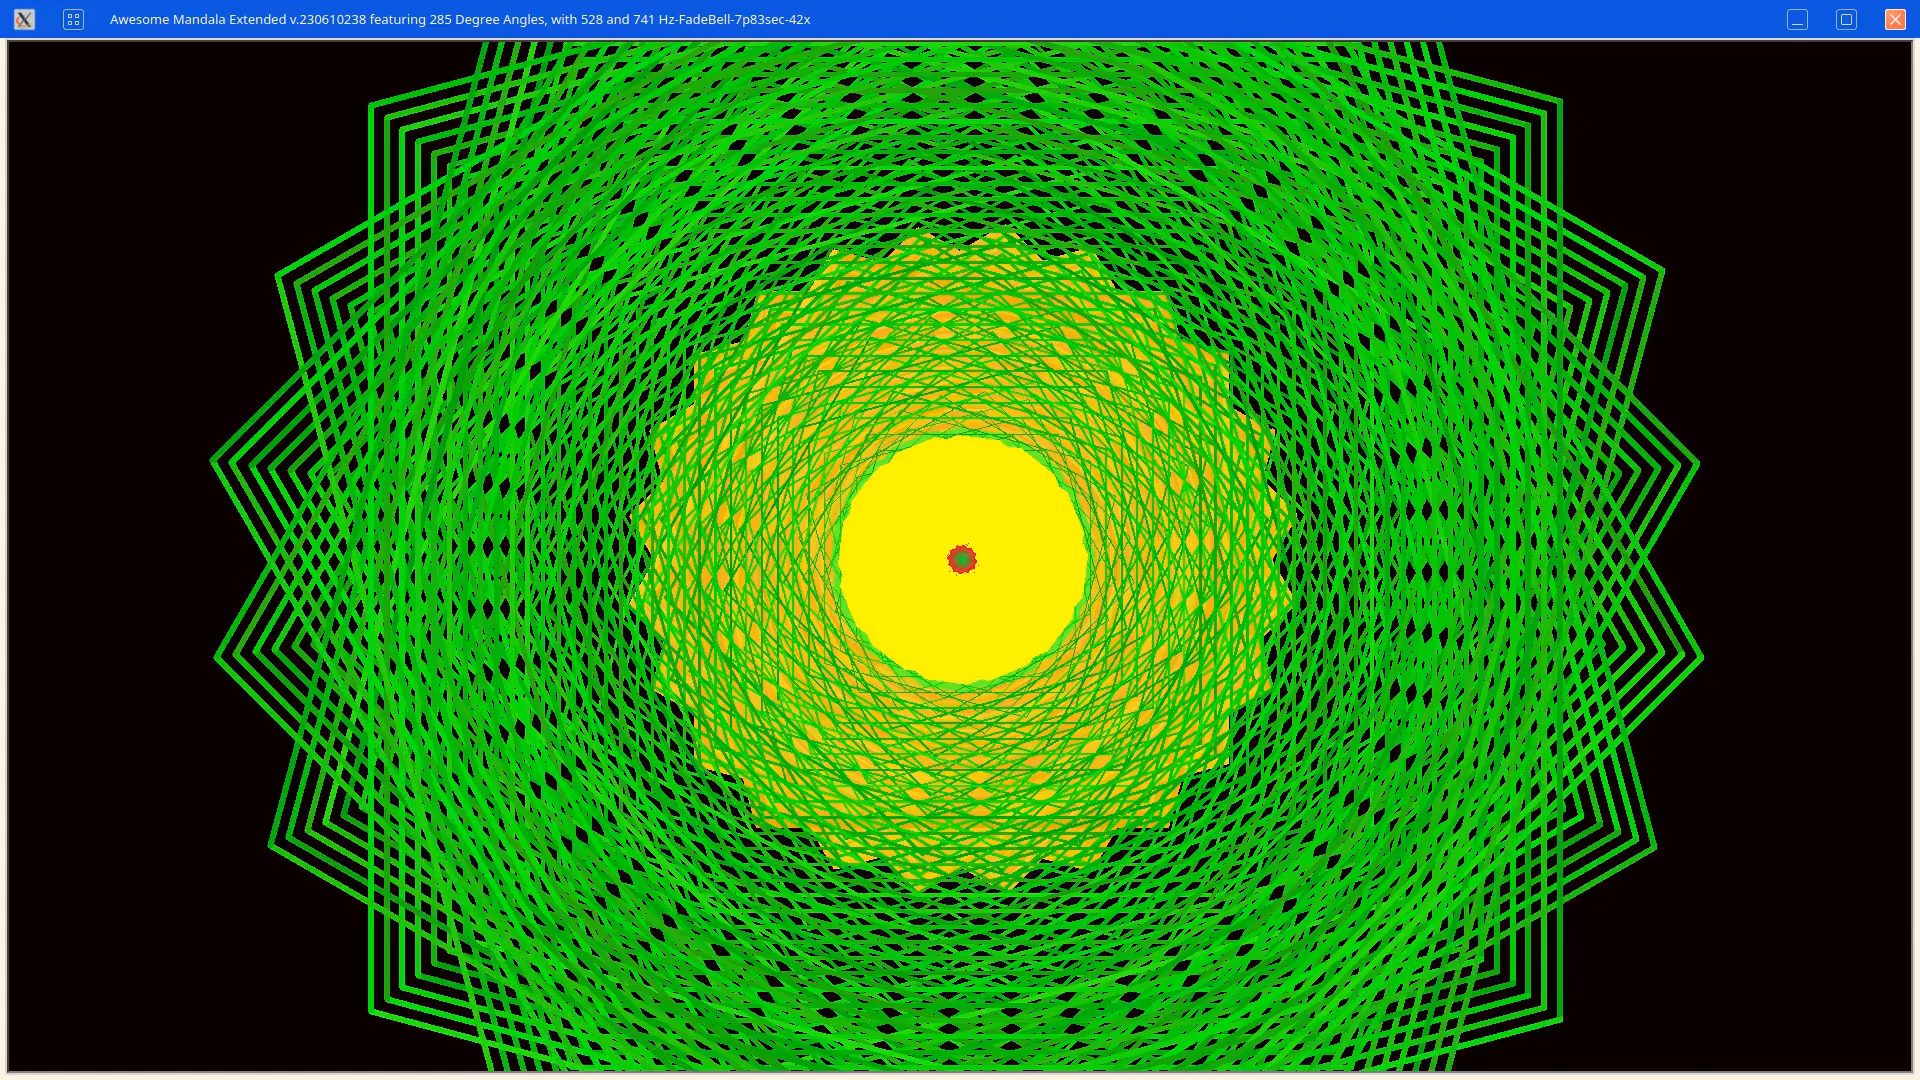 Awesome Mandala Extended v.230610238 featuring 285 Degree Angles, with 528 and 741 Hz-FadeBell-7p83sec-42x